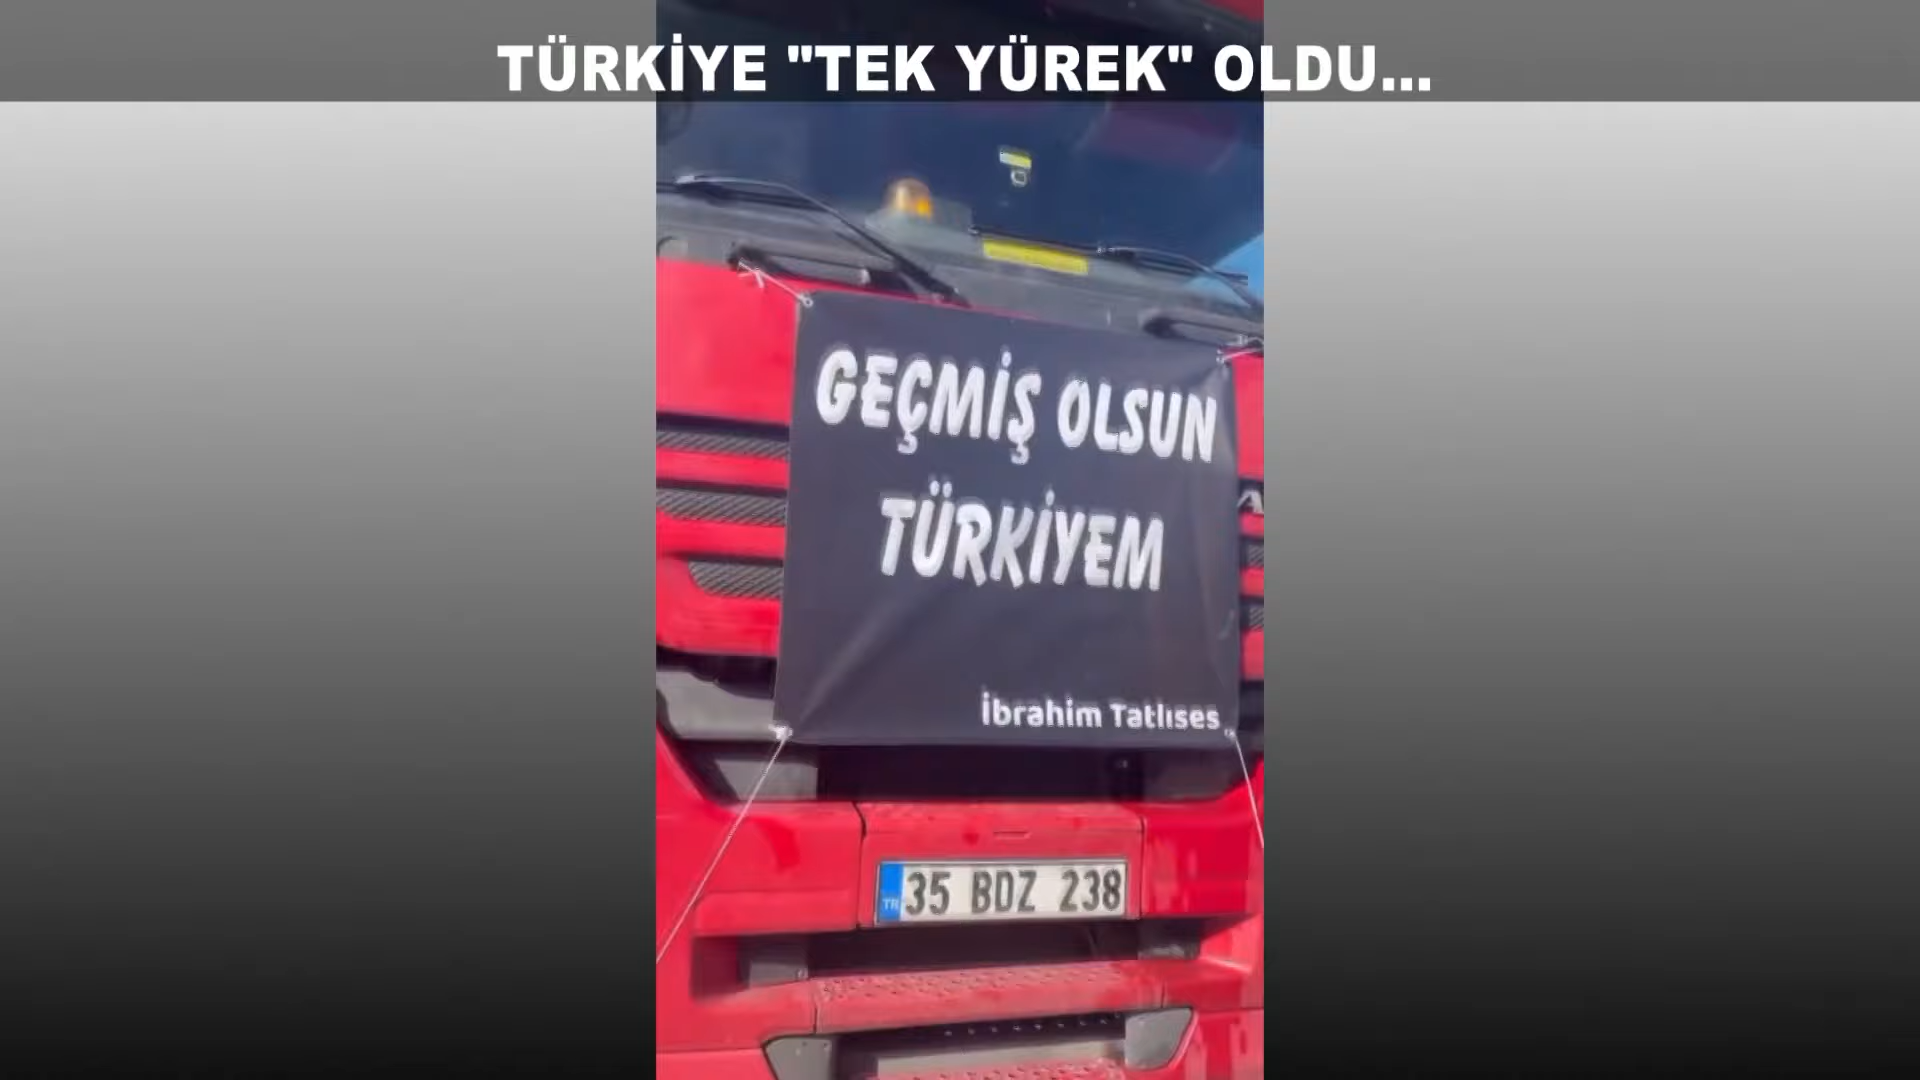 TÜRKİYE "TEK YÜREK" OLDU...
GEÇMİŞ OLSUN
TÜRKİYEM
İbrahim Tatlıses
TR 35 BDZ 238